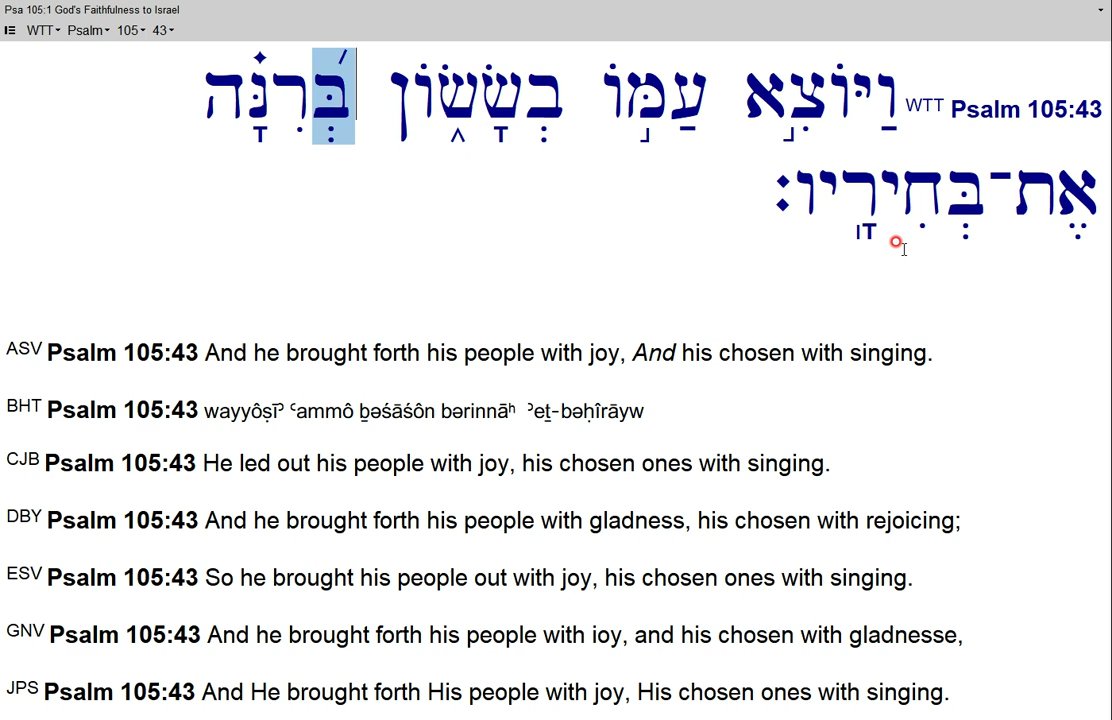 Psa 105:1 God's Faithfulness to Israel
WTT Psalm 105 43
WTT Psalm 105:43 וַיּוֹצִ֣א עַמּ֣וֹ בְשָׂשׂ֑וֹן בְּ֝רִנָּ֗ה
אֶת־בְּחִירָֽיו׃
ASV Psalm 105:43 And he brought forth his people with joy, And his chosen with singing.
BHT Psalm 105:43 wayyôṣīʾ ʿammô ḇəśāśôn bərinnāʰ ʾeṯ-bəḥîrāyw
CJB Psalm 105:43 He led out his people with joy, his chosen ones with singing.
DBY Psalm 105:43 And he brought forth his people with gladness, his chosen with rejoicing;
ESV Psalm 105:43 So he brought his people out with joy, his chosen ones with singing.
GNV Psalm 105:43 And he brought forth his people with ioy, and his chosen with gladnesse,
JPS Psalm 105:43 And He brought forth His people with joy, His chosen ones with singing.